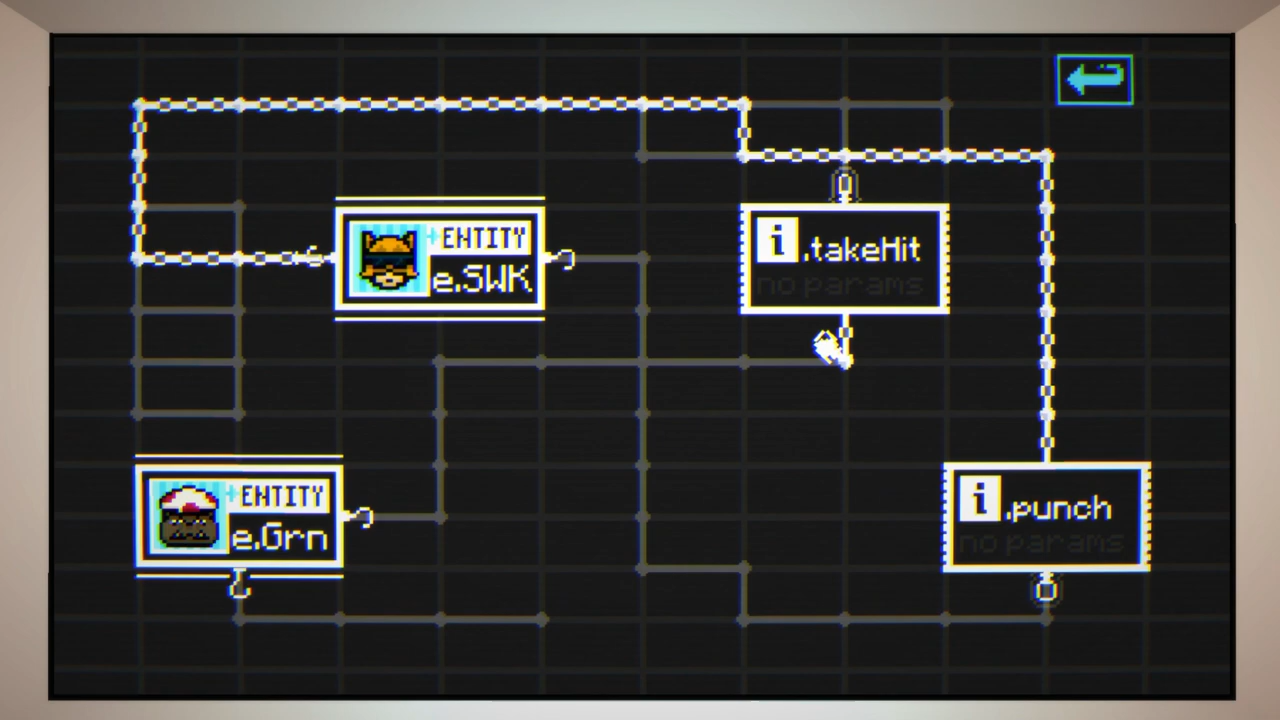 ENTITY
e.SWK
i
.takeHit
no params
ENTITY
e.Grn
i
.punch
no params